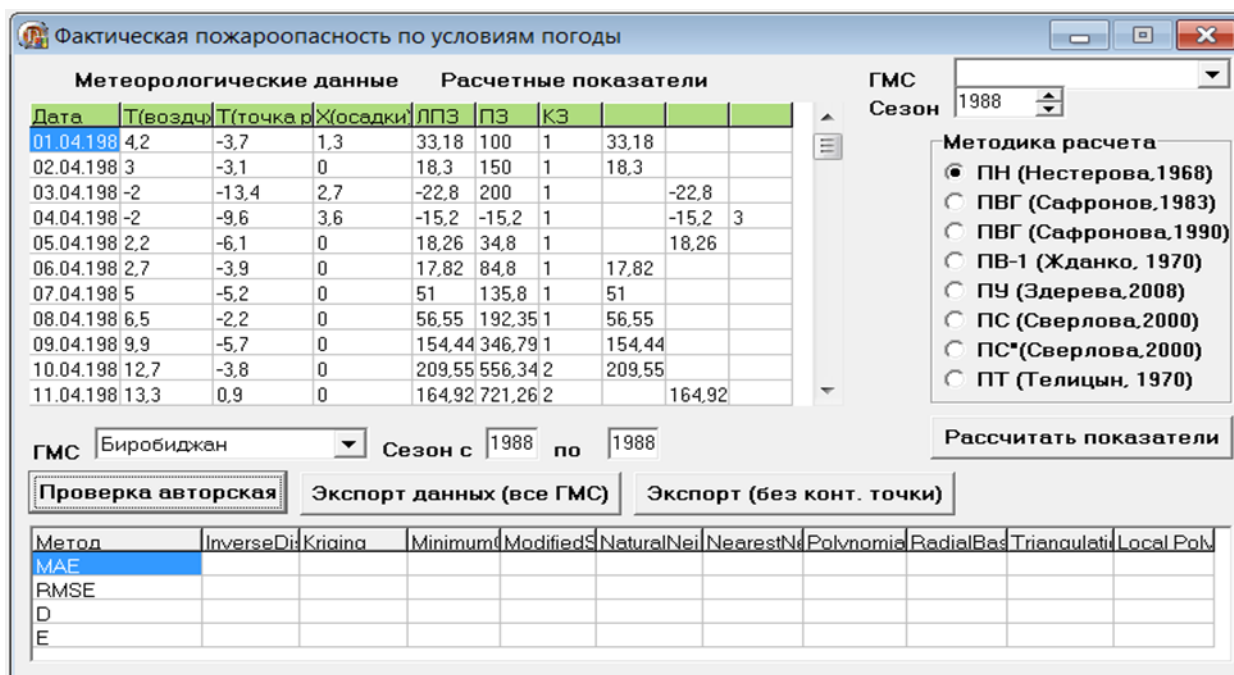 Фактическая пожароопасность по условиям погоды
Метеорологические данные Расчетные показатели
ГМС
Сезон 1988
Дата Т(воздух Т(точка р Х(осадки) ЛПЗ ПЗ КЗ
01.04.198 4,2 -3,7 1,3 33,18 100 1 33,18
02.04.198 3 -3,1 0 18,3 150 1 18,3
03.04.198 -2 -13,4 2,7 -22,8 200 1 -22,8
04.04.198 -2 -9,6 3,6 -15,2 -15,2 1 -15,2 3
05.04.198 2,2 -6,1 0 18,26 34,8 1 18,26
06.04.198 2,7 -3,9 0 17,82 84,8 1 17,82
07.04.198 5 -5,2 0 51 135,8 1 51
08.04.198 6,5 -2,2 0 56,55 192,35 1 56,55
09.04.198 9,9 -5,7 0 154,44 346,79 1 154,44
10.04.198 12,7 -3,8 0 209,55 556,34 2 209,55
11.04.198 13,3 0,9 0 164,92 721,26 2 164,92
Методика расчета
ПН (Нестерова,1968)
ПВГ (Сафронов,1983)
ПВГ (Сафронова,1990)
ПВ-1 (Жданко, 1970)
ПУ (Здерева,2008)
ПС (Сверлова,2000)
ПС*(Сверлова,2000)
ПТ (Телицын, 1970)
Рассчитать показатели
ГМС Биробиджан Сезон с 1988 по 1988
Проверка авторская Экспорт данных (все ГМС) Экспорт (без конт. точки)
Метод InverseDi Kriging Minimum ModifiedS NaturalNei NearestNe Polynomia RadialBas Triangulati Local Poly
MAE
RMSE
D
E